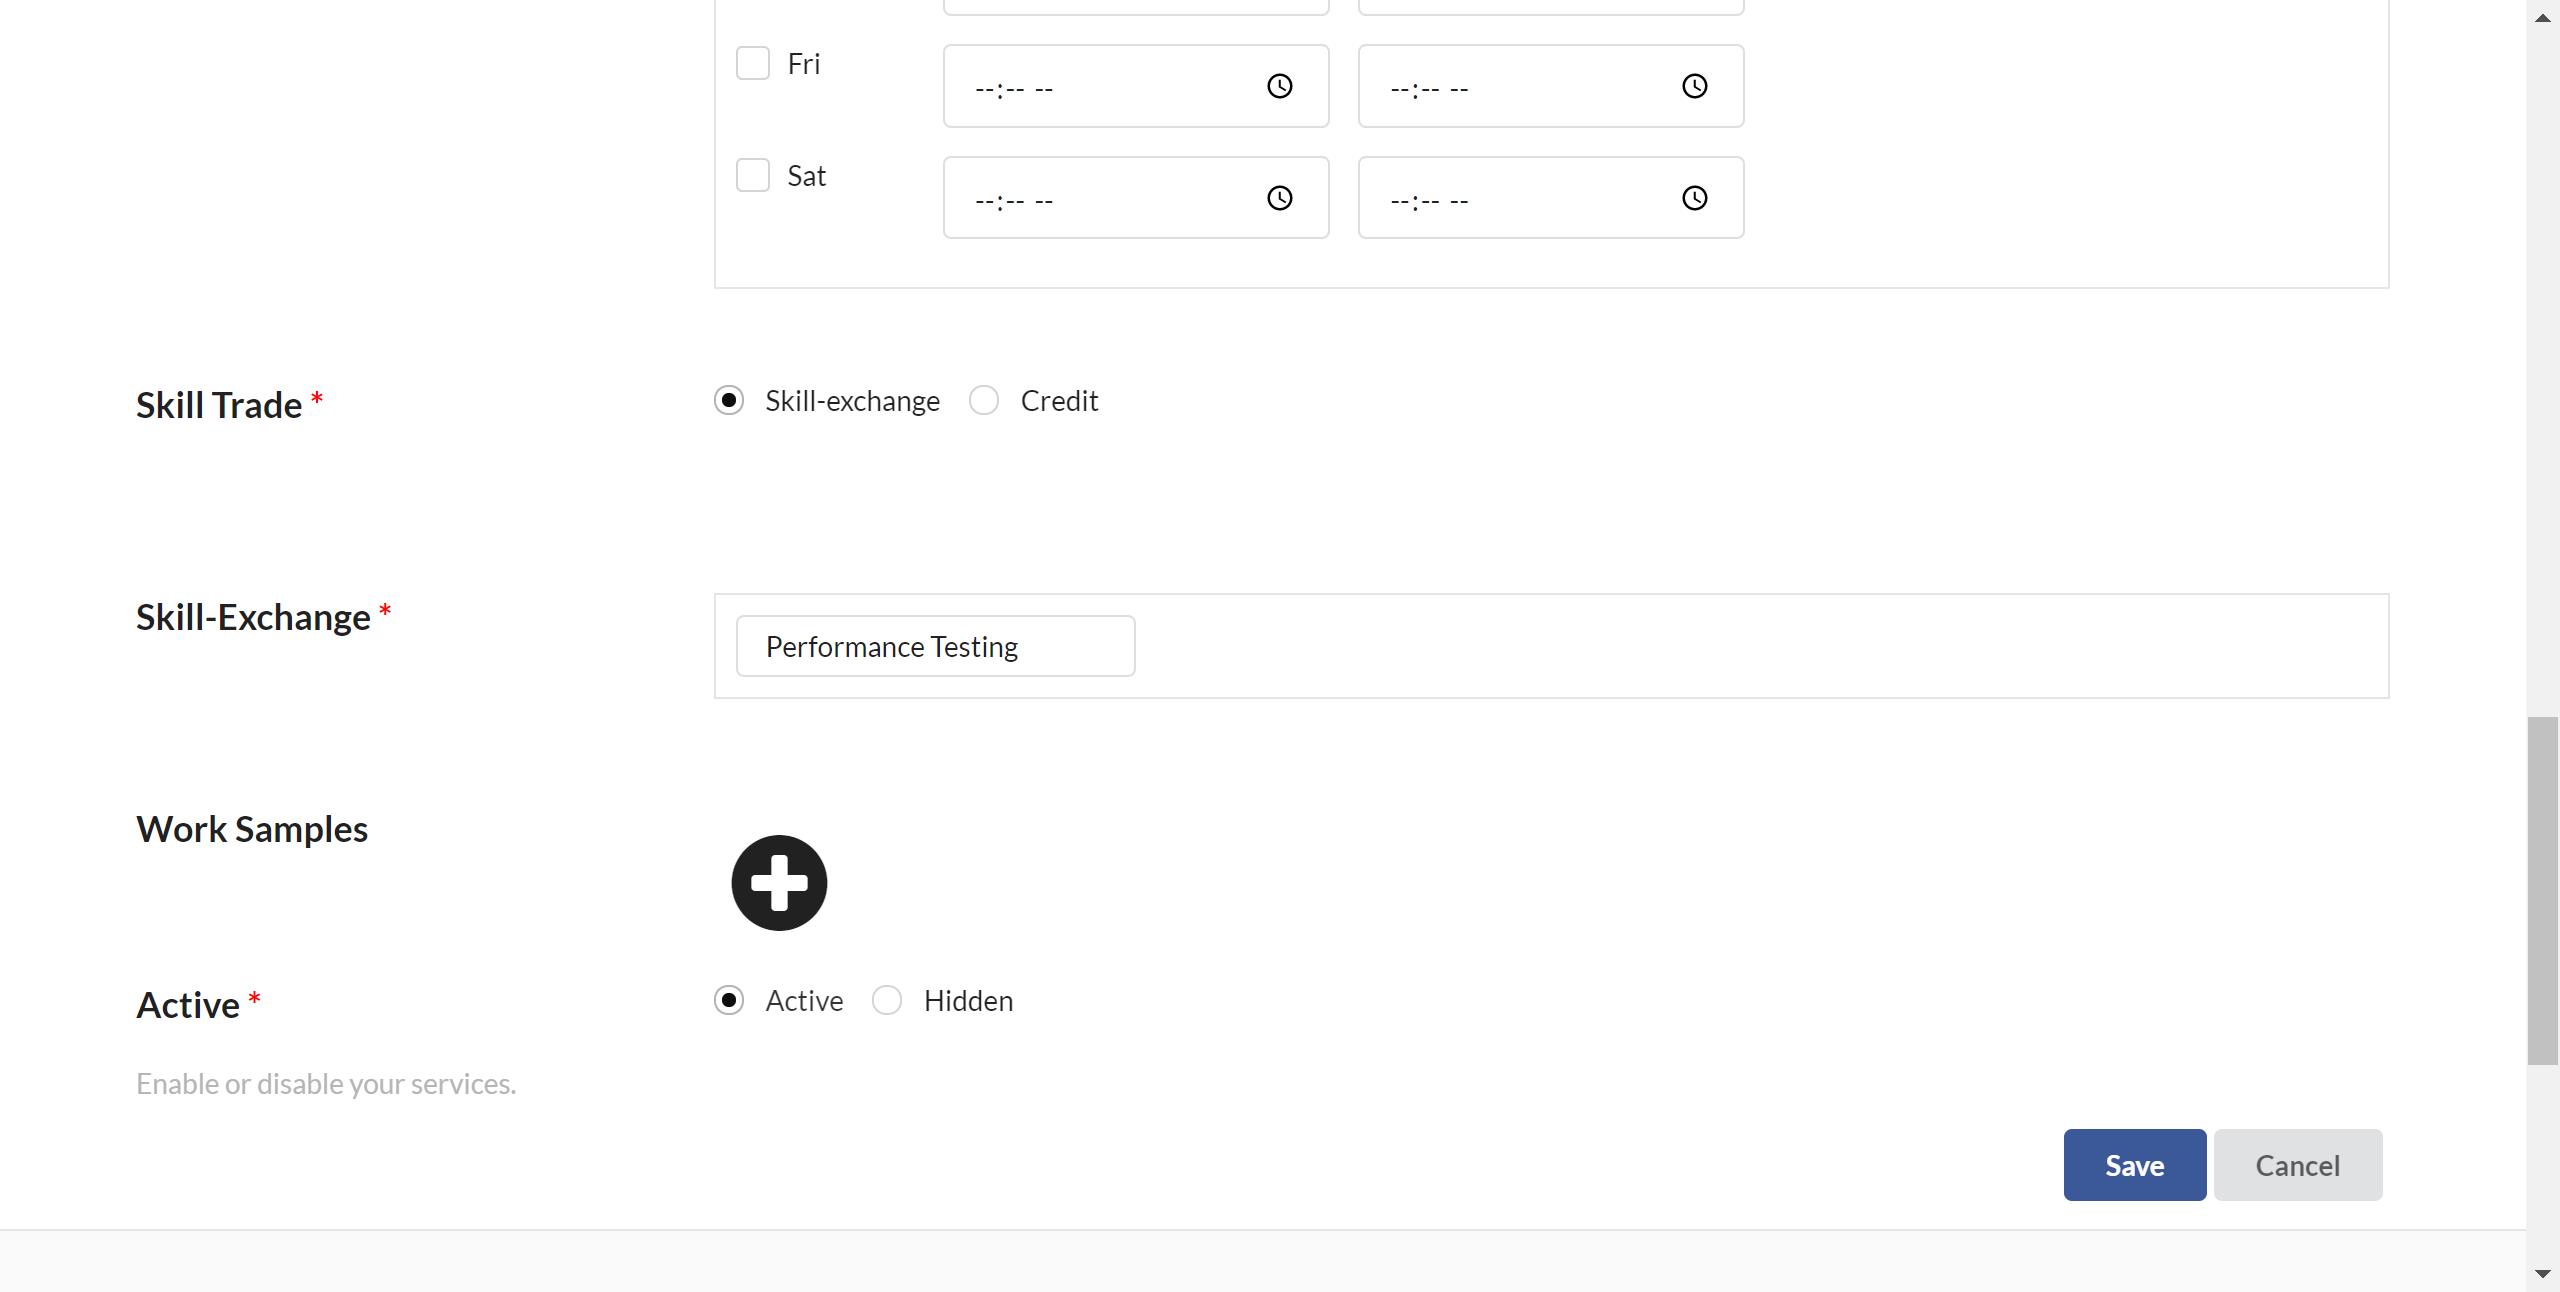 Fri --:-- -- --:-- --
Sat --:-- -- --:-- --
Skill Trade * Skill-exchange Credit
Skill-Exchange * Performance Testing
Work Samples
Active * Active Hidden
Enable or disable your services.
Save Cancel